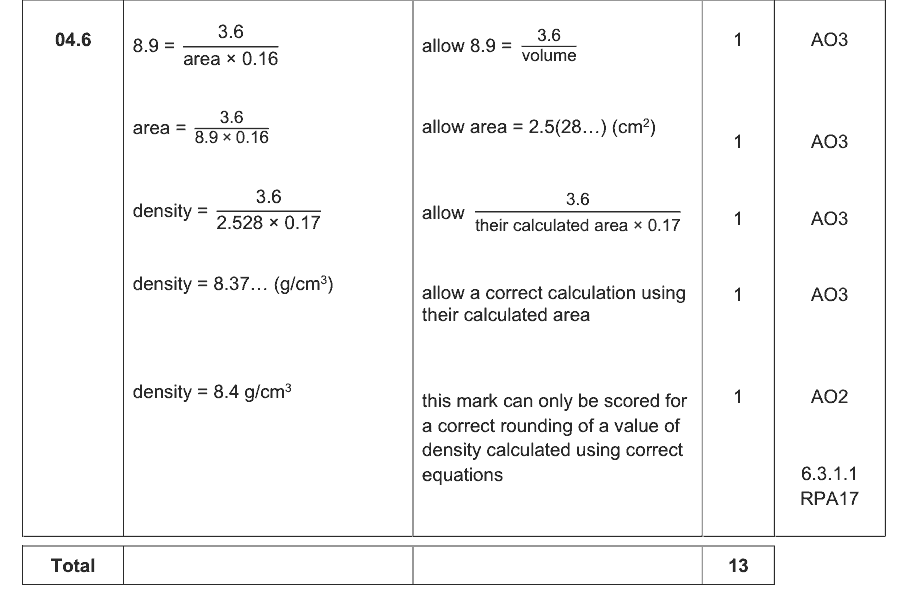 04.6
8.9 = 3.6 / area × 0.16
allow 8.9 = 3.6 / volume
1
AO3
area = 3.6 / 8.9 × 0.16
allow area = 2.5(28...) (cm²)
1
AO3
density = 3.6 / 2.528 × 0.17
allow 3.6 / their calculated area × 0.17
1
AO3
density = 8.37... (g/cm³)
allow a correct calculation using
their calculated area
1
AO3
density = 8.4 g/cm³
this mark can only be scored for
a correct rounding of a value of
density calculated using correct
equations
1
AO2
6.3.1.1
RPA17
Total
13